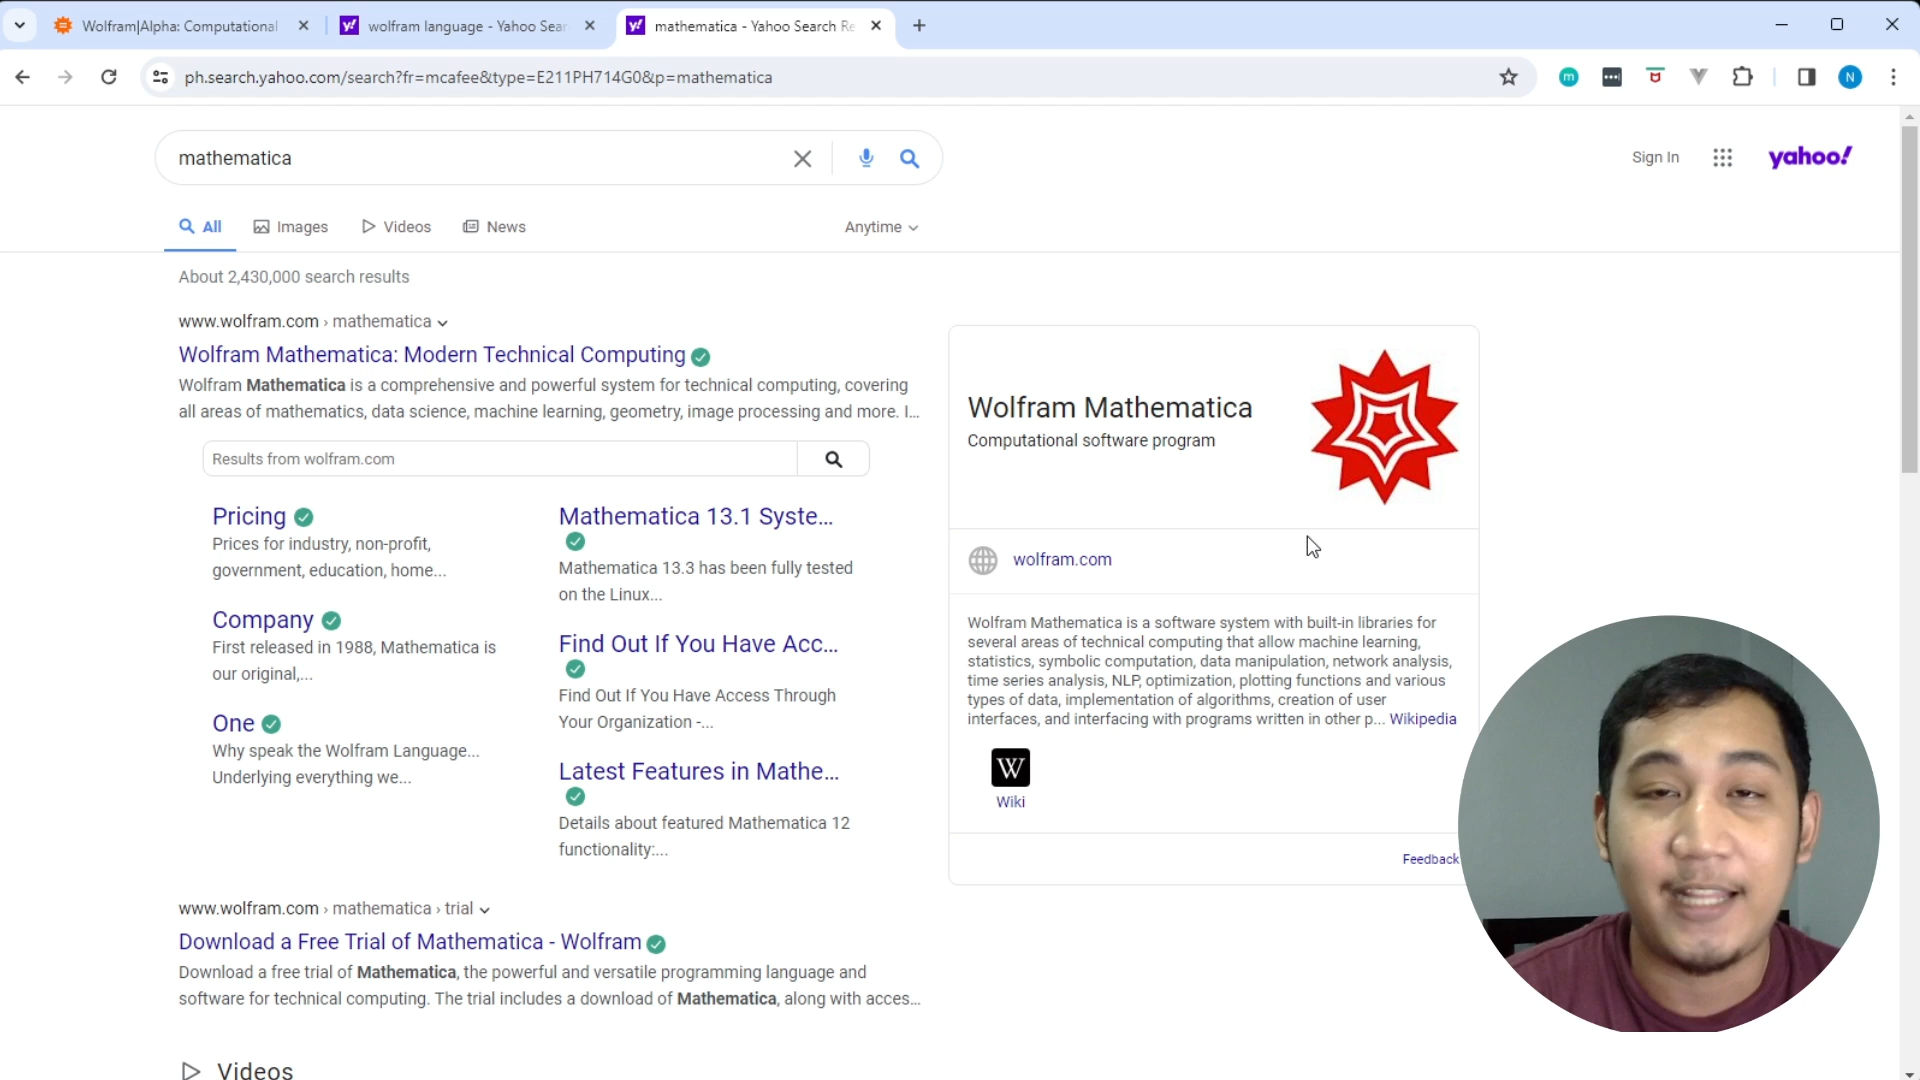 Wolfram|Alpha: Computational
wolfram language - Yahoo Sear
mathematica - Yahoo Search Re
ph.search.yahoo.com/search?fr=mcafee&type=E211PH714G0&p=mathematica
N
mathematica
Sign In
yahoo!
All
Images
Videos
News
Anytime
About 2,430,000 search results
www.wolfram.com › mathematica
Wolfram Mathematica: Modern Technical Computing
Wolfram Mathematica is a comprehensive and powerful system for technical computing, covering
all areas of mathematics, data science, machine learning, geometry, image processing and more. I...
Results from wolfram.com
Pricing
Prices for industry, non-profit,
government, education, home...
Company
First released in 1988, Mathematica is
our original,...
One
Why speak the Wolfram Language...
Underlying everything we...
Mathematica 13.1 Syste...
Mathematica 13.3 has been fully tested
on the Linux...
Find Out If You Have Acc...
Find Out If You Have Access Through
Your Organization -...
Latest Features in Mathe...
Details about featured Mathematica 12
functionality:...
www.wolfram.com › mathematica › trial
Download a Free Trial of Mathematica - Wolfram
Download a free trial of Mathematica, the powerful and versatile programming language and
software for technical computing. The trial includes a download of Mathematica, along with acces...
Videos
Wolfram Mathematica
Computational software program
wolfram.com
Wolfram Mathematica is a software system with built-in libraries for
several areas of technical computing that allow machine learning,
statistics, symbolic computation, data manipulation, network analysis,
time series analysis, NLP, optimization, plotting functions and various
types of data, implementation of algorithms, creation of user
interfaces, and interfacing with programs written in other p... Wikipedia
W
Wiki
Feedback